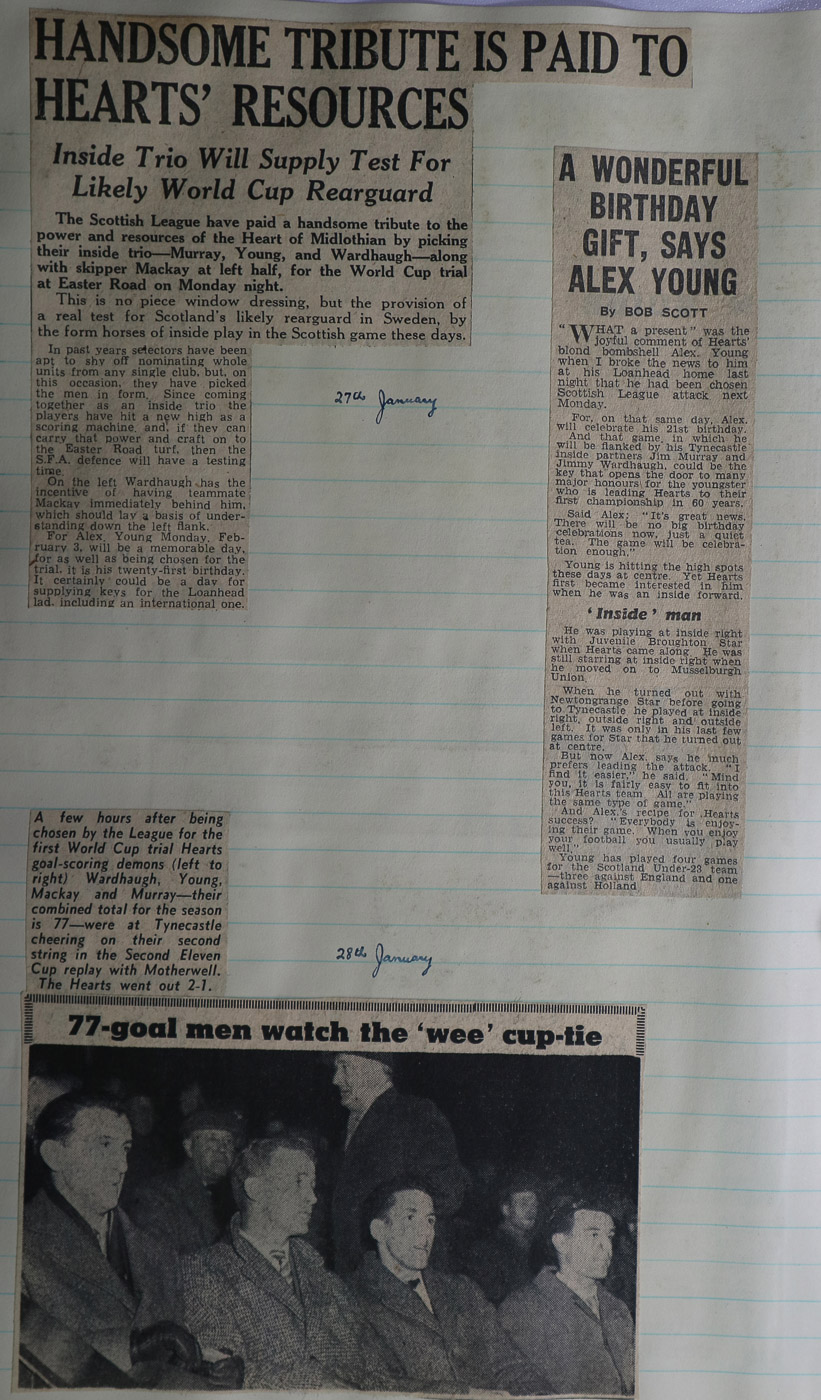 HANDSOME TRIBUTE IS PAID TO
HEARTS' RESOURCES
Inside Trio Will Supply Test For
Likely World Cup Rearguard
The Scottish League have paid a handsome tribute to the
power and resources of the Heart of Midlothian by picking
their inside trio—Murray, Young, and Wardhaugh—along
with skipper Mackay at left half, for the World Cup trial
at Easter Road on Monday night.
This is no piece window dressing, but the provision of
a real test for Scotland's likely rearguard in Sweden, by
the form horses of inside play in the Scottish game these days.
In past years selectors have been
apt to shy off nominating whole
units from any single club, but, on
this occasion, they have picked
the men in form. Since coming
together as an inside trio the
players have hit a new high as a
scoring machine, and, if they can
carry that power and craft on to
the Easter Road turf, then the
S.F.A. defence will have a testing
time.
On the left Wardhaugh has the
incentive of having teammate
Mackay immediately behind him,
which should lay a basis of under-
standing down the left flank.
For Alex. Young Monday, Feb-
ruary 3, will be a memorable day,
for as well as being chosen for the
trial, it is his twenty-first birthday.
It certainly could be a day for
supplying keys for the Loanhead
lad, including an international one.
27th January
A WONDERFUL
BIRTHDAY
GIFT, SAYS
ALEX YOUNG
By BOB SCOTT
"WHAT a present" was the
joyful comment of Hearts'
blond bombshell Alex. Young
when I broke the news to him
at his Loanhead home last
night that he had been chosen
Scottish League attack next
Monday.
For, on that same day, Alex.
will celebrate his 21st birthday.
And that game, in which he
will be flanked by his Tynecastle
inside partners Jim Murray and
Jimmy Wardhaugh, could be the
key that opens the door to many
major honours for the youngster
who is leading Hearts to their
first championship in 60 years.
Said Alex: "It's great news.
There will be no big birthday
celebrations now, just a quiet
tea. The game will be celebra-
tion enough."
Young is hitting the high spots
these days at centre. Yet Hearts
first became interested in him
when he was an inside forward.
'Inside' man
He was playing at inside right
with Juvenile Broughton Star
when Hearts came along. He was
still starring at inside right when
he moved on to Musselburgh
Union.
When he turned out with
Newtongrange Star before going
to Tynecastle he played at inside
right, outside right and outside
left. It was only in his last few
games for Star that he turned out
at centre.
But now Alex. says he much
prefers leading the attack. "I
find it easier," he said. "Mind
you, it is fairly easy to fit into
this Hearts team. All are playing
the same type of game."
And Alex.'s recipe for Hearts
success? "Everybody is enjoy-
ing their game. When you enjoy
your football you usually play
well."
Young has played four games
for the Scotland Under-23 team
—three against England and one
against Holland
A few hours after being
chosen by the League for the
first World Cup trial Hearts
goal-scoring demons (left to
right) Wardhaugh, Young,
Mackay and Murray—their
combined total for the season
is 77—were at Tynecastle
cheering on their second
string in the Second Eleven
Cup replay with Motherwell.
The Hearts went out 2-1.
28th January
77-goal men watch the 'wee' cup-tie